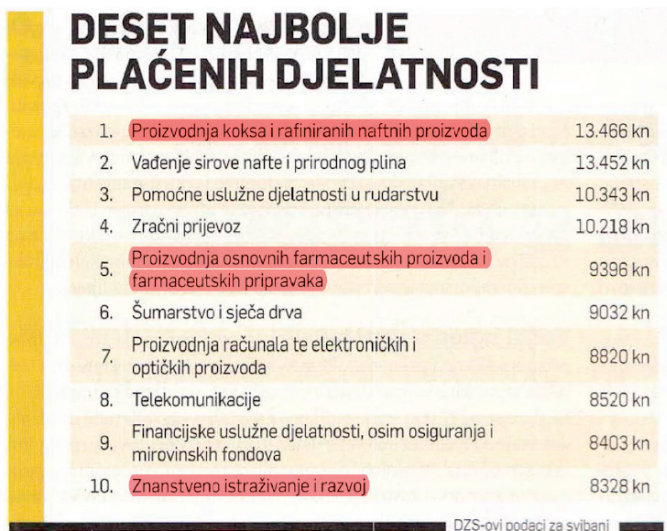 DESET NAJBOLJE
PLAĆENIH DJELATNOSTI
1. Proizvodnja koksa i rafiniranih naftnih proizvoda 13.466 kn
2. Vađenje sirove nafte i prirodnog plina 13.452 kn
3. Pomoćne uslužne djelatnosti u rudarstvu 10.343 kn
4. Zračni prijevoz 10.218 kn
5. Proizvodnja osnovnih farmaceutskih proizvoda i
farmaceutskih pripravaka 9396 kn
6. Šumarstvo i sječa drva 9032 kn
7. Proizvodnja računala te elektroničkih i
optičkih proizvoda 8820 kn
8. Telekomunikacije 8520 kn
9. Financijske uslužne djelatnosti, osim osiguranja i
mirovinskih fondova 8403 kn
10. Znanstveno istraživanje i razvoj 8328 kn
DZS-ovi podaci za svibanj